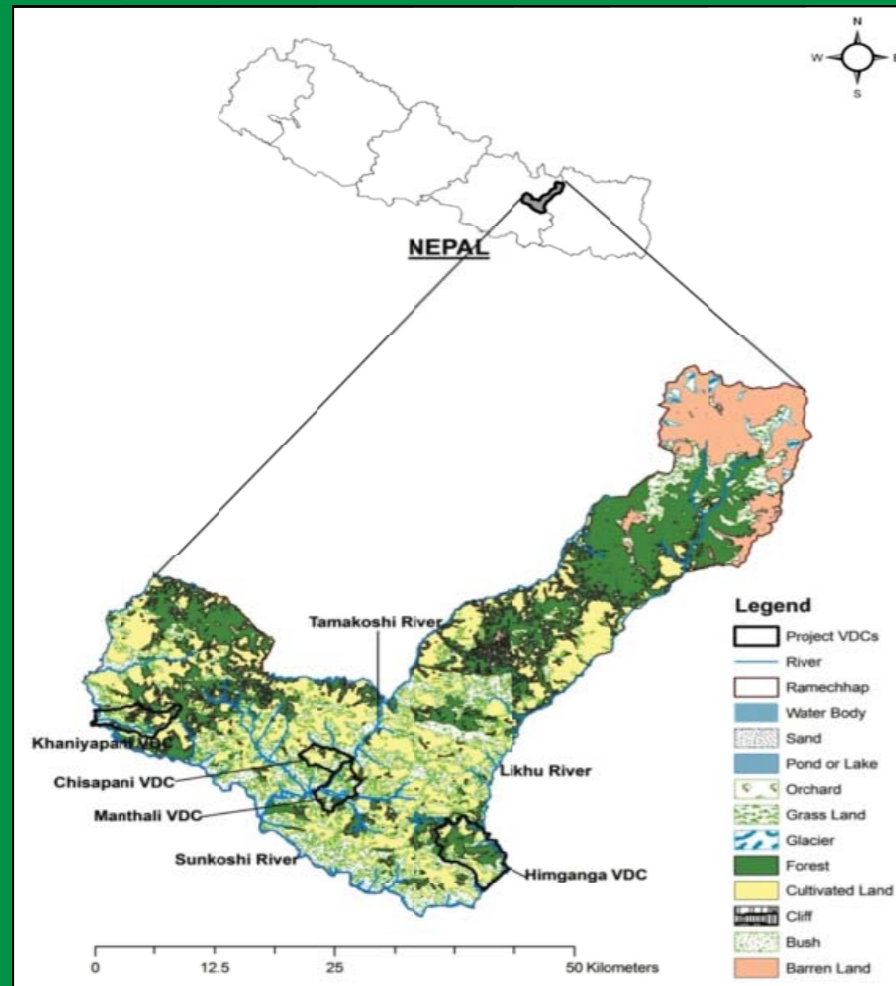 N
W
S
NEPAL
Tamakoshi River
Khaniyapani VDC
Chisapani VDC
Manthali VDC
Sunkoshi River
Likhu River
Himganga VDC
Legend
Project VDCs
River
Ramechhap
Water Body
Sand
Pond or Lake
Orchard
Grass Land
Glacier
Forest
Cultivated Land
Cliff
Bush
Barren Land
0 12.5 25 50 Kilometers